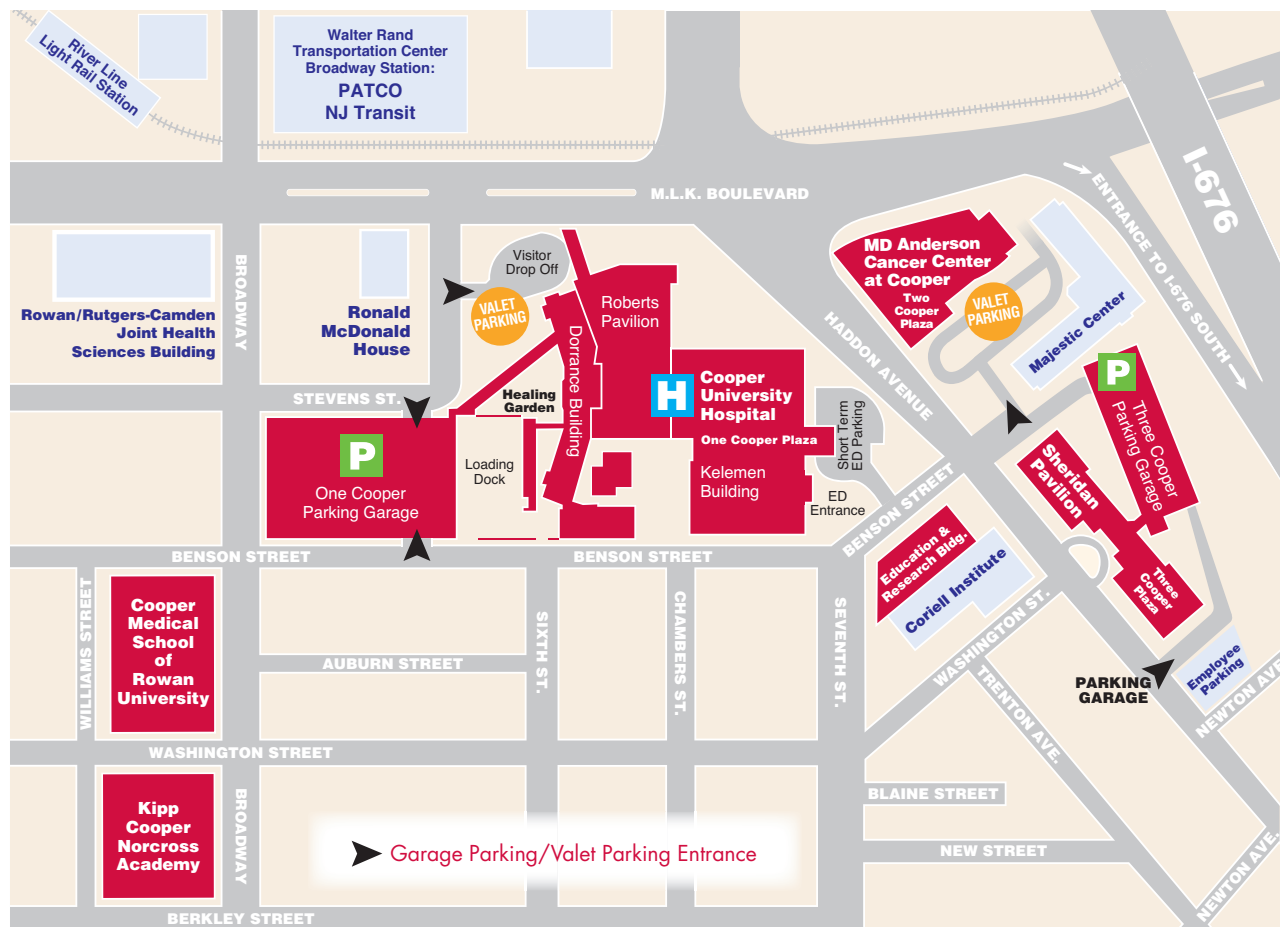 River Line
Light Rail Station
Walter Rand
Transportation Center
Broadway Station:
PATCO
NJ Transit
I-676
M.L.K. BOULEVARD
ENTRANCE TO I-676 SOUTH
Rowan/Rutgers-Camden
Joint Health
Sciences Building
BROADWAY
Ronald
McDonald
House
Visitor
Drop Off
VALET
PARKING
Roberts
Pavilion
Dorrance Building
MD Anderson
Cancer Center
at Cooper
Two
Cooper
Plaza
VALET
PARKING
Majestic Center
HADDON AVENUE
STEVENS ST.
Healing
Garden
H
Cooper
University
Hospital
One Cooper Plaza
Short Term
ED Parking
P
Three Cooper
Parking Garage
P
One Cooper
Parking Garage
Loading
Dock
Kelemen
Building
ED
Entrance
Sheridan
Pavilion
BENSON STREET
BENSON STREET
BENSON STREET
Education &
Research Bldg.
Coriell Institute
Three
Cooper
Plaza
WILLIAMS STREET
Cooper
Medical
School
of
Rowan
University
AUBURN STREET
SIXTH ST.
CHAMBERS ST.
SEVENTH ST.
WASHINGTON ST.
TRENTON AVE.
PARKING
GARAGE
Employee
Parking
NEWTON AVE.
WASHINGTON STREET
Kipp
Cooper
Norcross
Academy
BROADWAY
Garage Parking/Valet Parking Entrance
BLAINE STREET
NEW STREET
NEWTON AVE.
BERKLEY STREET